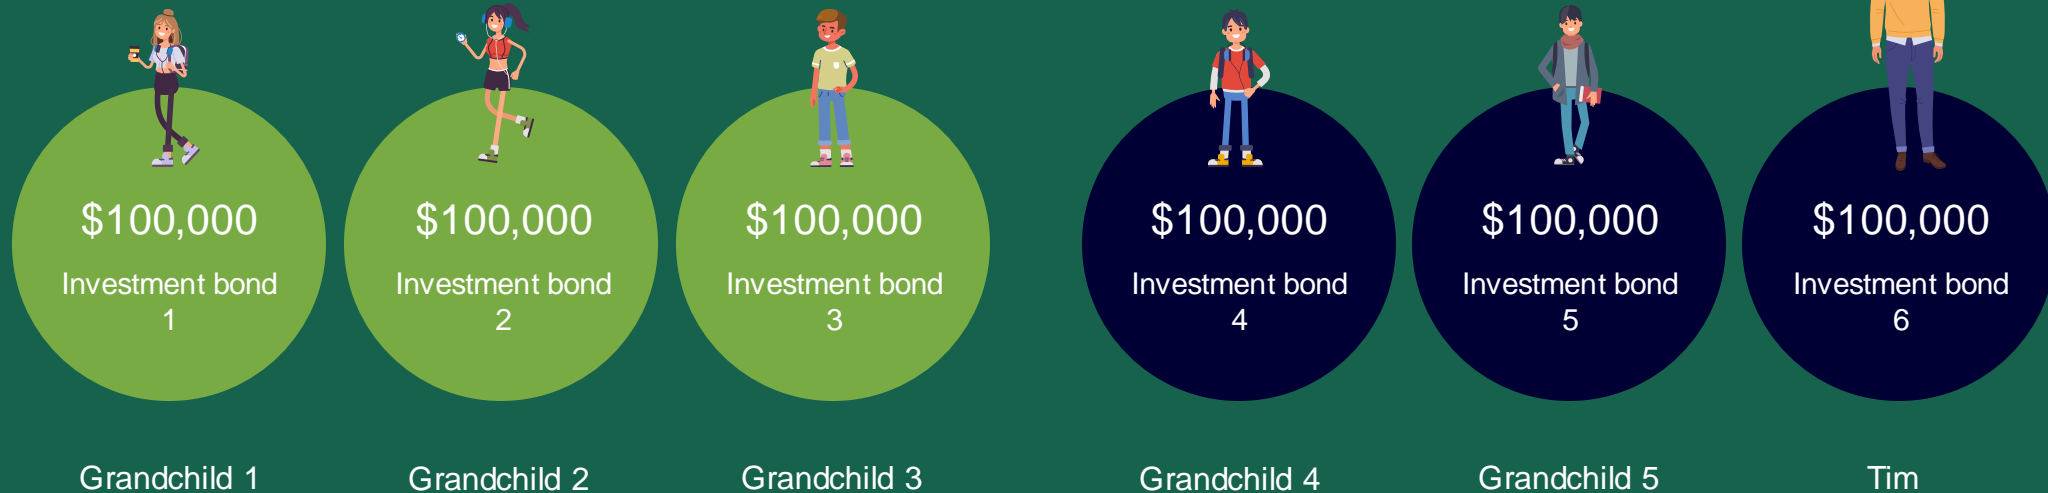 $100,000
Investment bond
1
Grandchild 1
$100,000
Investment bond
2
Grandchild 2
$100,000
Investment bond
3
Grandchild 3
$100,000
Investment bond
4
Grandchild 4
$100,000
Investment bond
5
Grandchild 5
$100,000
Investment bond
6
Tim